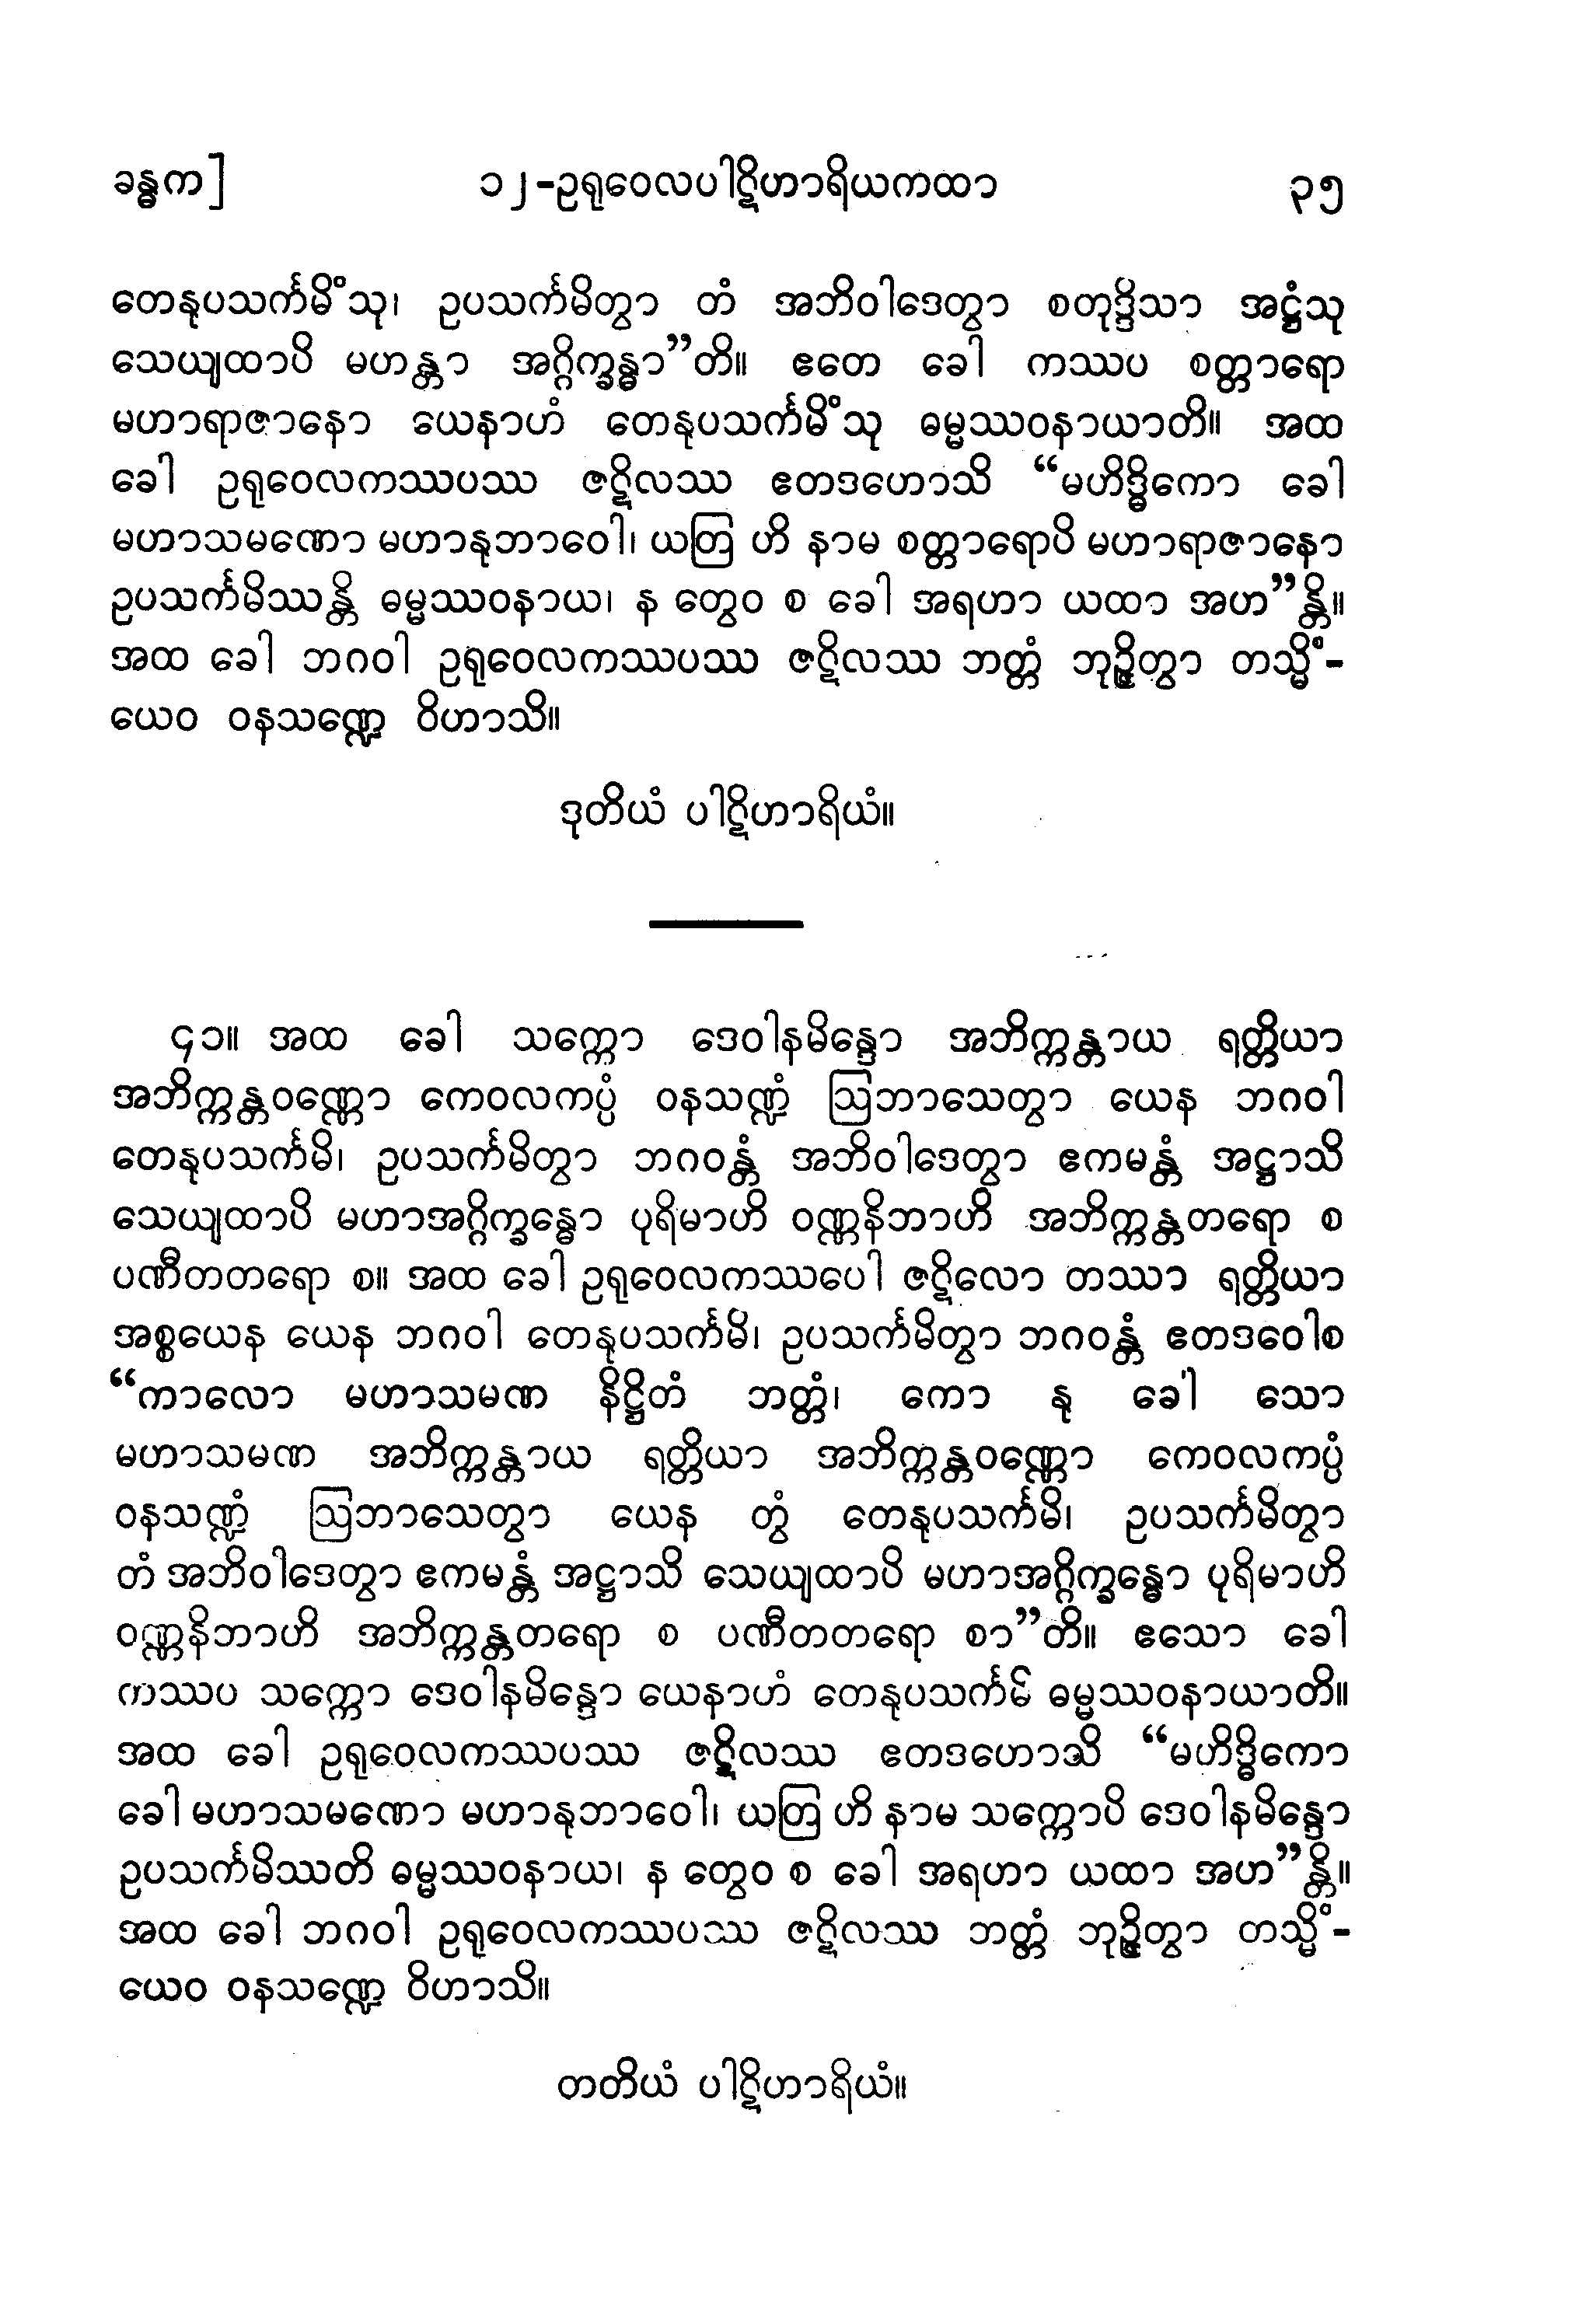 ခန္ဓက] ၁၂-ဥရုဝေလပါဋိဟာရိယကထာ ၃၅
တေနုပသင်္ကမိံသု၊ ဥပသင်္ကမိတွာ တံ အဘိဝါဒေတွာ စတုဒ္ဒိသာ အဋ္ဌံသု
သေယျထာပိ မဟန္တာ အဂ္ဂိက္ခန္ဓာ”တိ။ ဧတေ ခေါ ကဿပ စတ္တာရော
မဟာရာဇာနော ယေနာဟံ တေနုပသင်္ကမိံသု ဓမ္မဿဝနာယာတိ။ အထ
ခေါ ဥရုဝေလကဿပဿ ဇဋိလဿ ဧတဒဟောသိ “မဟိဒ္ဓိကော ခေါ
မဟာသမဏော မဟာနုဘာဝေါ၊ ယတြ ဟိ နာမ စတ္တာရောပိ မဟာရာဇာနော
ဥပသင်္ကမိဿန္တိ ဓမ္မဿဝနာယ၊ န တွေဝ စ ခေါ အရဟာ ယထာ အဟ”န္တိ။
အထ ခေါ ဘဂဝါ ဥရုဝေလကဿပဿ ဇဋိလဿ ဘတ္တံ ဘုဉ္ဇိတွာ တသ္မိံ-
ယေဝ ဝနသဏ္ဍေ ဝိဟာသိ။
ဒုတိယံ ပါဋိဟာရိယံ။
၄၁။ အထ ခေါ သက္ကော ဒေဝါနမိန္ဒော အဘိက္ကန္တာယ ရတ္တိယာ
အဘိက္ကန္တဝဏ္ဏော ကေဝလကပ္ပံ ဝနသဏ္ဍံ ဩဘာသေတွာ ယေန ဘဂဝါ
တေနုပသင်္ကမိ၊ ဥပသင်္ကမိတွာ ဘဂဝန္တံ အဘိဝါဒေတွာ ဧကမန္တံ အဋ္ဌာသိ
သေယျထာပိ မဟာအဂ္ဂိက္ခန္ဓော ပုရိမာဟိ ဝဏ္ဏနိဘာဟိ အဘိက္ကန္တတရော စ
ပဏီတတရော စ။ အထ ခေါ ဥရုဝေလကဿပေါ ဇဋိလော တဿာ ရတ္တိယာ
အစ္စယေန ယေန ဘဂဝါ တေနုပသင်္ကမိ၊ ဥပသင်္ကမိတွာ ဘဂဝန္တံ ဧတဒဝေါစ
“ကာလော မဟာသမဏ နိဋ္ဌိတံ ဘတ္တံ၊ ကော နု ခေါ သော
မဟာသမဏ အဘိက္ကန္တာယ ရတ္တိယာ အဘိက္ကန္တဝဏ္ဏော ကေဝလကပ္ပံ
ဝနသဏ္ဍံ ဩဘာသေတွာ ယေန တွံ တေနုပသင်္ကမိ၊ ဥပသင်္ကမိတွာ
တံ အဘိဝါဒေတွာ ဧကမန္တံ အဋ္ဌာသိ သေယျထာပိ မဟာအဂ္ဂိက္ခန္ဓော ပုရိမာဟိ
ဝဏ္ဏနိဘာဟိ အဘိက္ကန္တတရော စ ပဏီတတရော စာ”တိ။ ဧသော ခေါ
ကဿပ သက္ကော ဒေဝါနမိန္ဒော ယေနာဟံ တေနုပသင်္ကမိ ဓမ္မဿဝနာယာတိ။
အထ ခေါ ဥရုဝေလကဿပဿ ဇဋိလဿ ဧတဒဟောသိ “မဟိဒ္ဓိကော
ခေါ မဟာသမဏော မဟာနုဘာဝေါ၊ ယတြ ဟိ နာမ သက္ကောပိ ဒေဝါနမိန္ဒော
ဥပသင်္ကမိဿတိ ဓမ္မဿဝနာယ၊ န တွေဝ စ ခေါ အရဟာ ယထာ အဟ”န္တိ။
အထ ခေါ ဘဂဝါ ဥရုဝေလကဿပဿ ဇဋိလဿ ဘတ္တံ ဘုဉ္ဇိတွာ တသ္မိံ-
ယေဝ ဝနသဏ္ဍေ ဝိဟာသိ။
တတိယံ ပါဋိဟာရိယံ။